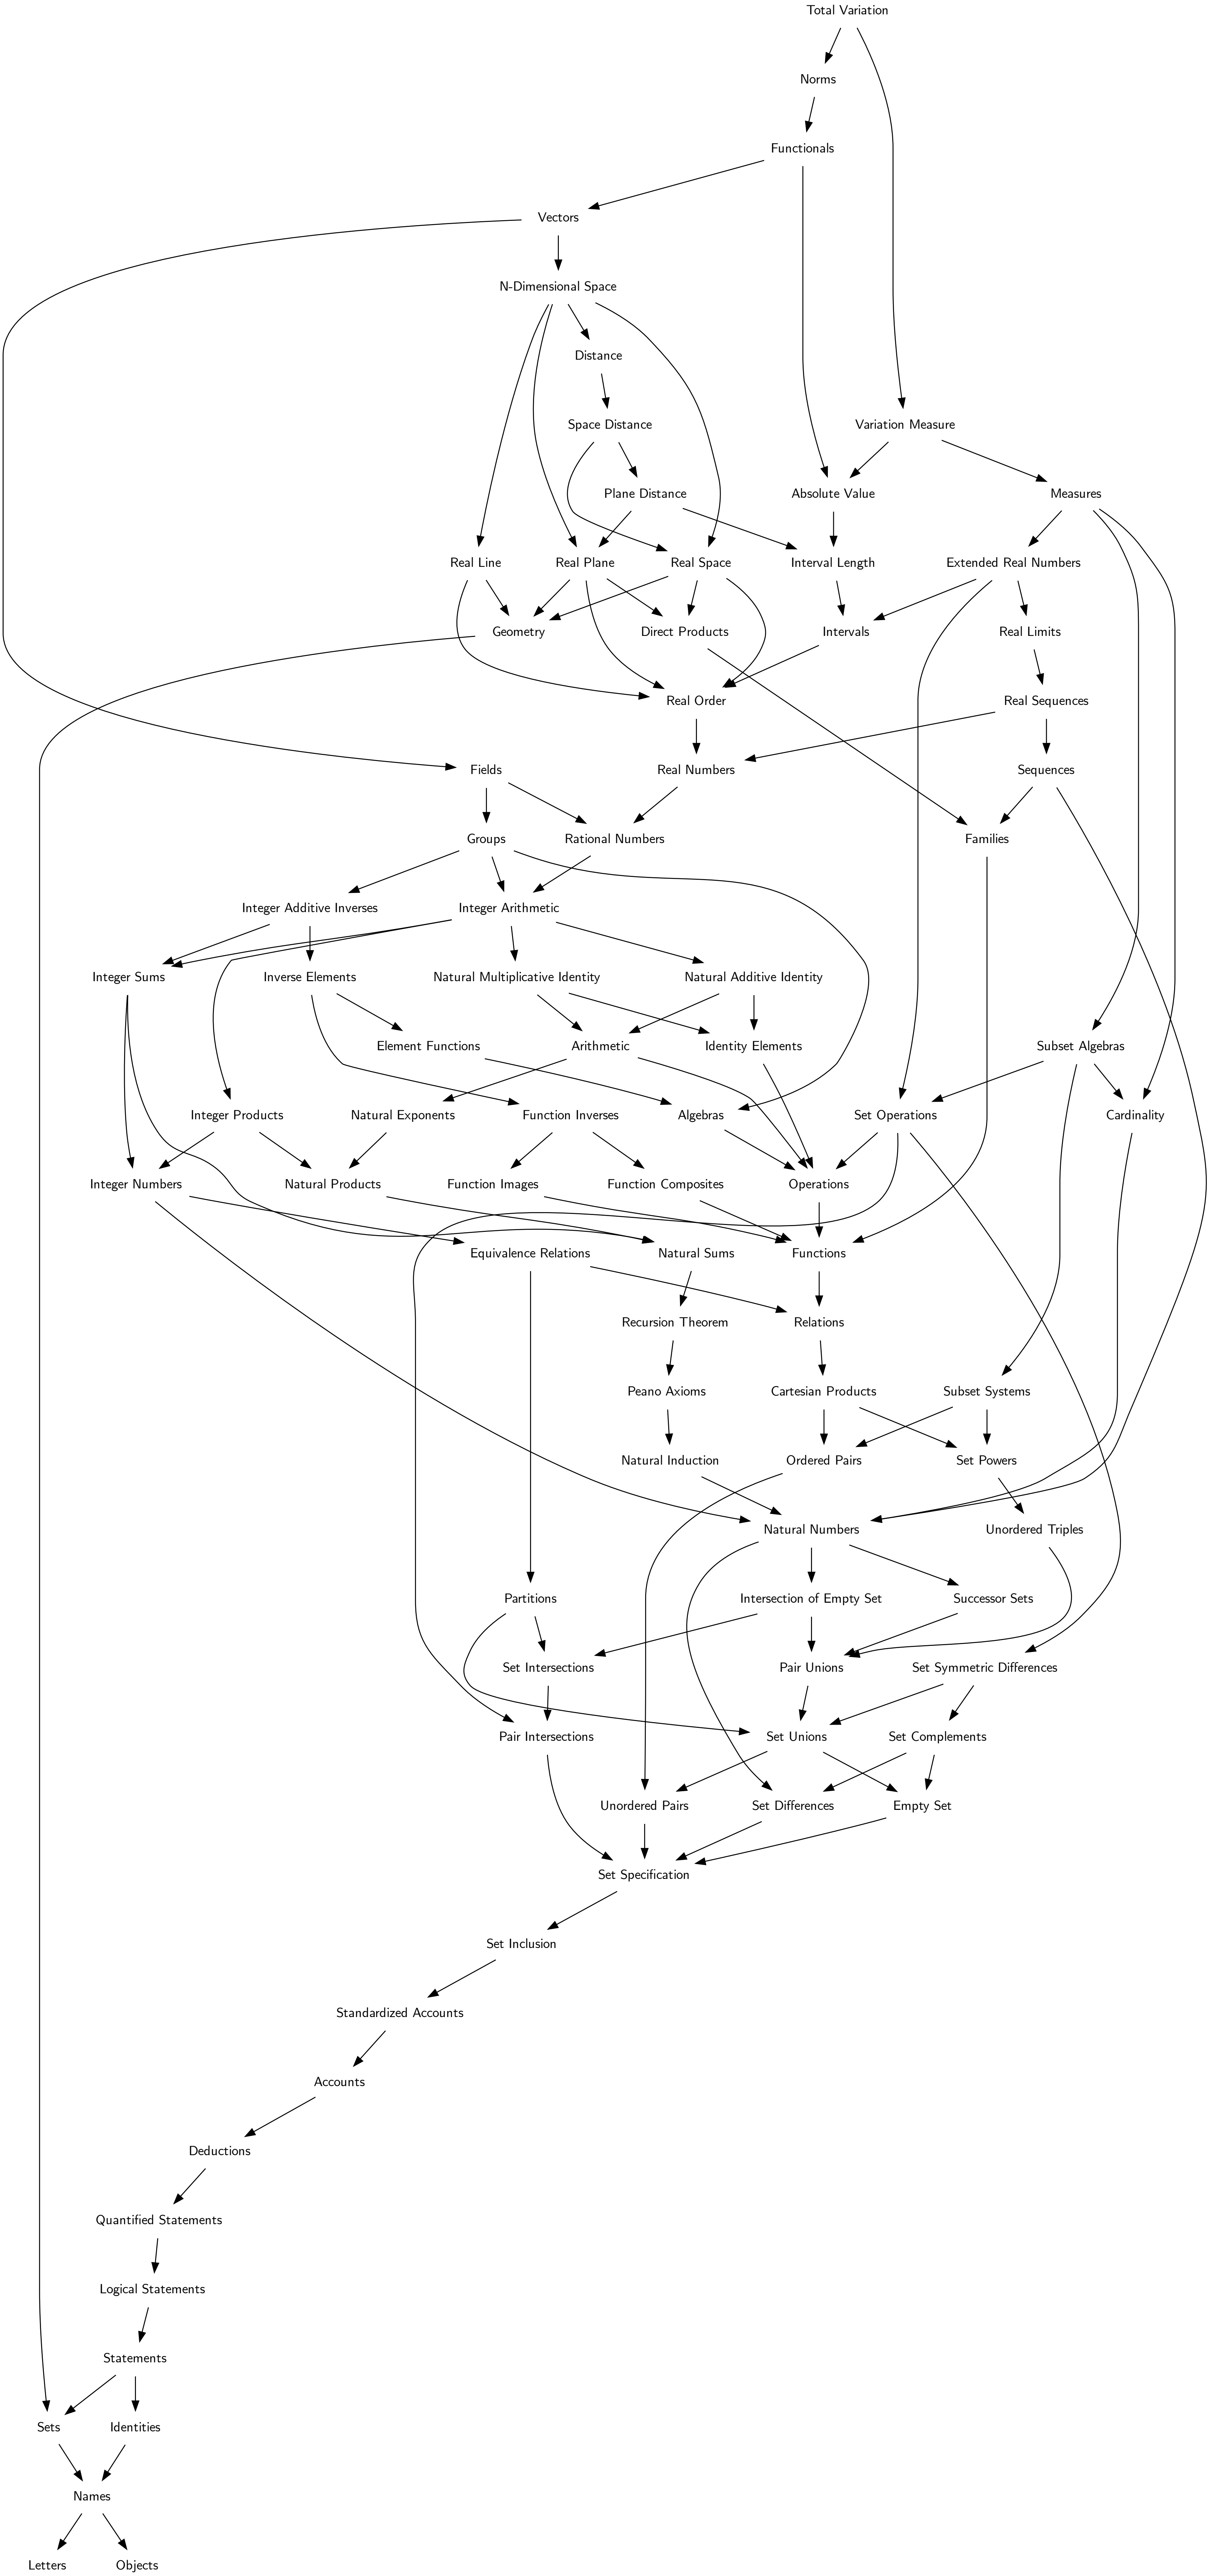 Total Variation
Norms
Functionals
Vectors
N-Dimensional Space
Distance
Space Distance
Variation Measure
Plane Distance
Absolute Value
Measures
Real Line
Real Plane
Real Space
Interval Length
Extended Real Numbers
Geometry
Direct Products
Intervals
Real Limits
Real Order
Real Sequences
Fields
Real Numbers
Sequences
Groups
Rational Numbers
Families
Integer Additive Inverses
Integer Arithmetic
Integer Sums
Inverse Elements
Natural Multiplicative Identity
Natural Additive Identity
Element Functions
Arithmetic
Identity Elements
Subset Algebras
Integer Products
Natural Exponents
Function Inverses
Algebras
Set Operations
Cardinality
Integer Numbers
Natural Products
Function Images
Function Composites
Operations
Equivalence Relations
Natural Sums
Functions
Recursion Theorem
Relations
Peano Axioms
Cartesian Products
Subset Systems
Natural Induction
Ordered Pairs
Set Powers
Natural Numbers
Unordered Triples
Partitions
Intersection of Empty Set
Successor Sets
Set Intersections
Pair Unions
Set Symmetric Differences
Pair Intersections
Set Unions
Set Complements
Unordered Pairs
Set Differences
Empty Set
Set Specification
Set Inclusion
Standardized Accounts
Accounts
Deductions
Quantified Statements
Logical Statements
Statements
Sets
Identities
Names
Letters
Objects